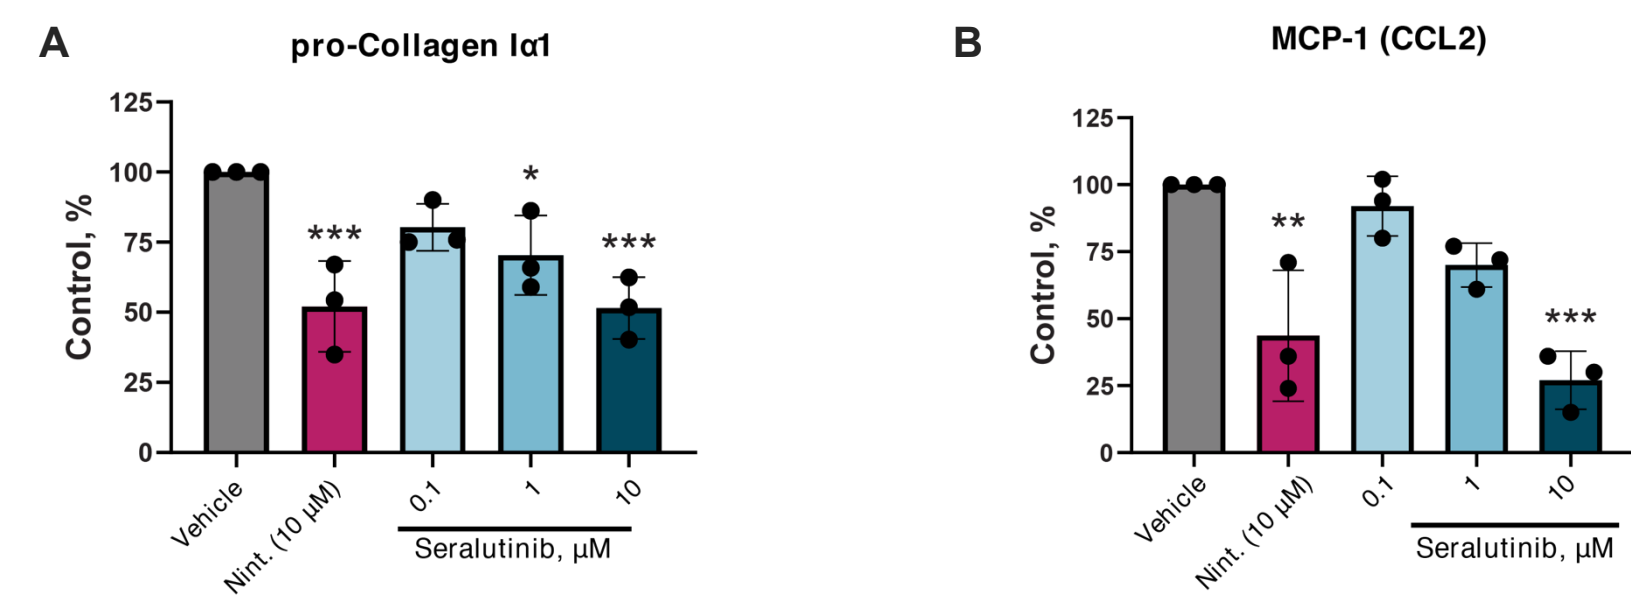 A
pro-Collagen Iα1
125
100
75
50
25
0
Control, %
***
*
***
Vehicle
Nint. (10 µM)
0.1
1
10
Seralutinib, µM
B
MCP-1 (CCL2)
125
100
75
50
25
0
Control, %
**
***
Vehicle
Nint. (10 µM)
0.1
1
10
Seralutinib, µM